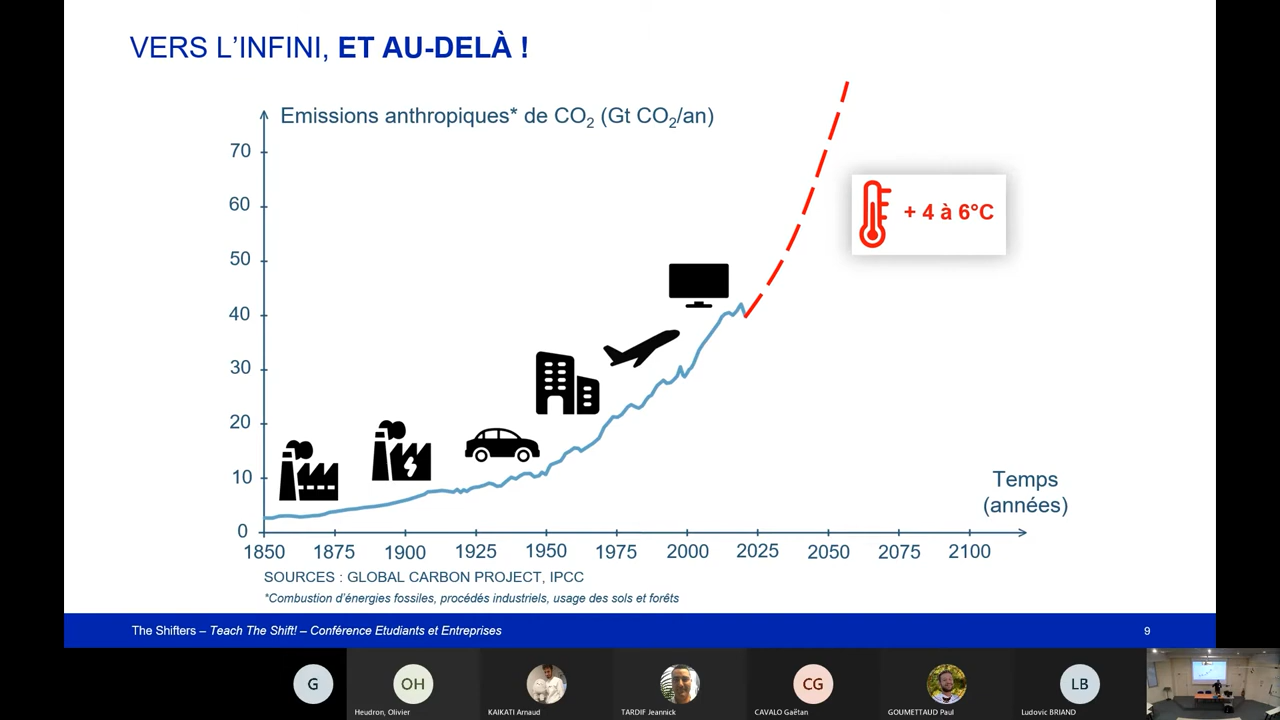 VERS L'INFINI, ET AU-DELÀ !
Emissions anthropiques* de CO₂ (Gt CO₂/an)
70
60
50
40
30
20
10
0
+ 4 à 6°C
Temps
(années)
1850 1875 1900 1925 1950 1975 2000 2025 2050 2075 2100
SOURCES : GLOBAL CARBON PROJECT, IPCC
*Combustion d'énergies fossiles, procédés industriels, usage des sols et forêts
The Shifters – Teach The Shift! – Conférence Etudiants et Entreprises
9
G
OH
CG
LB
Heudron, Olivier
KAIKATI Arnaud
TARDIF Jeannick
CAVALO Gaëtan
GOUMETTAUD Paul
Ludovic BRIAND